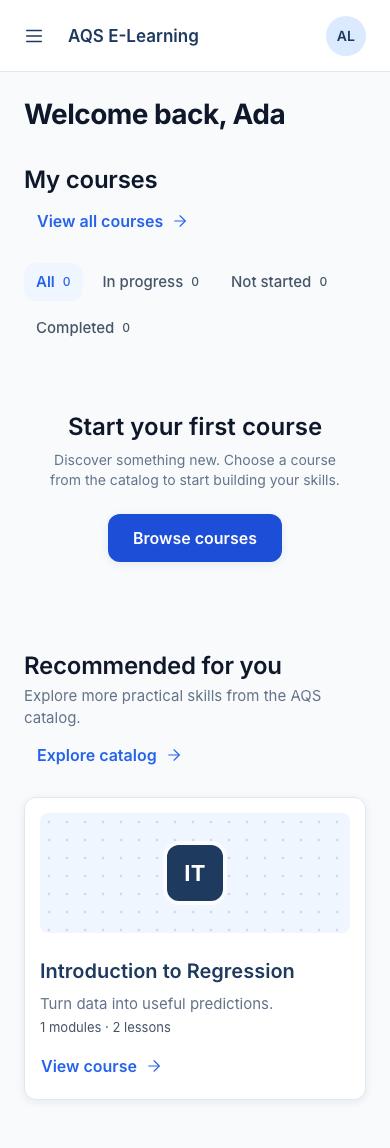 AQS E-Learning
AL
Welcome back, Ada
My courses
View all courses
All 0
In progress 0
Not started 0
Completed 0
Start your first course
Discover something new. Choose a course
from the catalog to start building your skills.
Browse courses
Recommended for you
Explore more practical skills from the AQS
catalog.
Explore catalog
IT
Introduction to Regression
Turn data into useful predictions.
1 modules · 2 lessons
View course